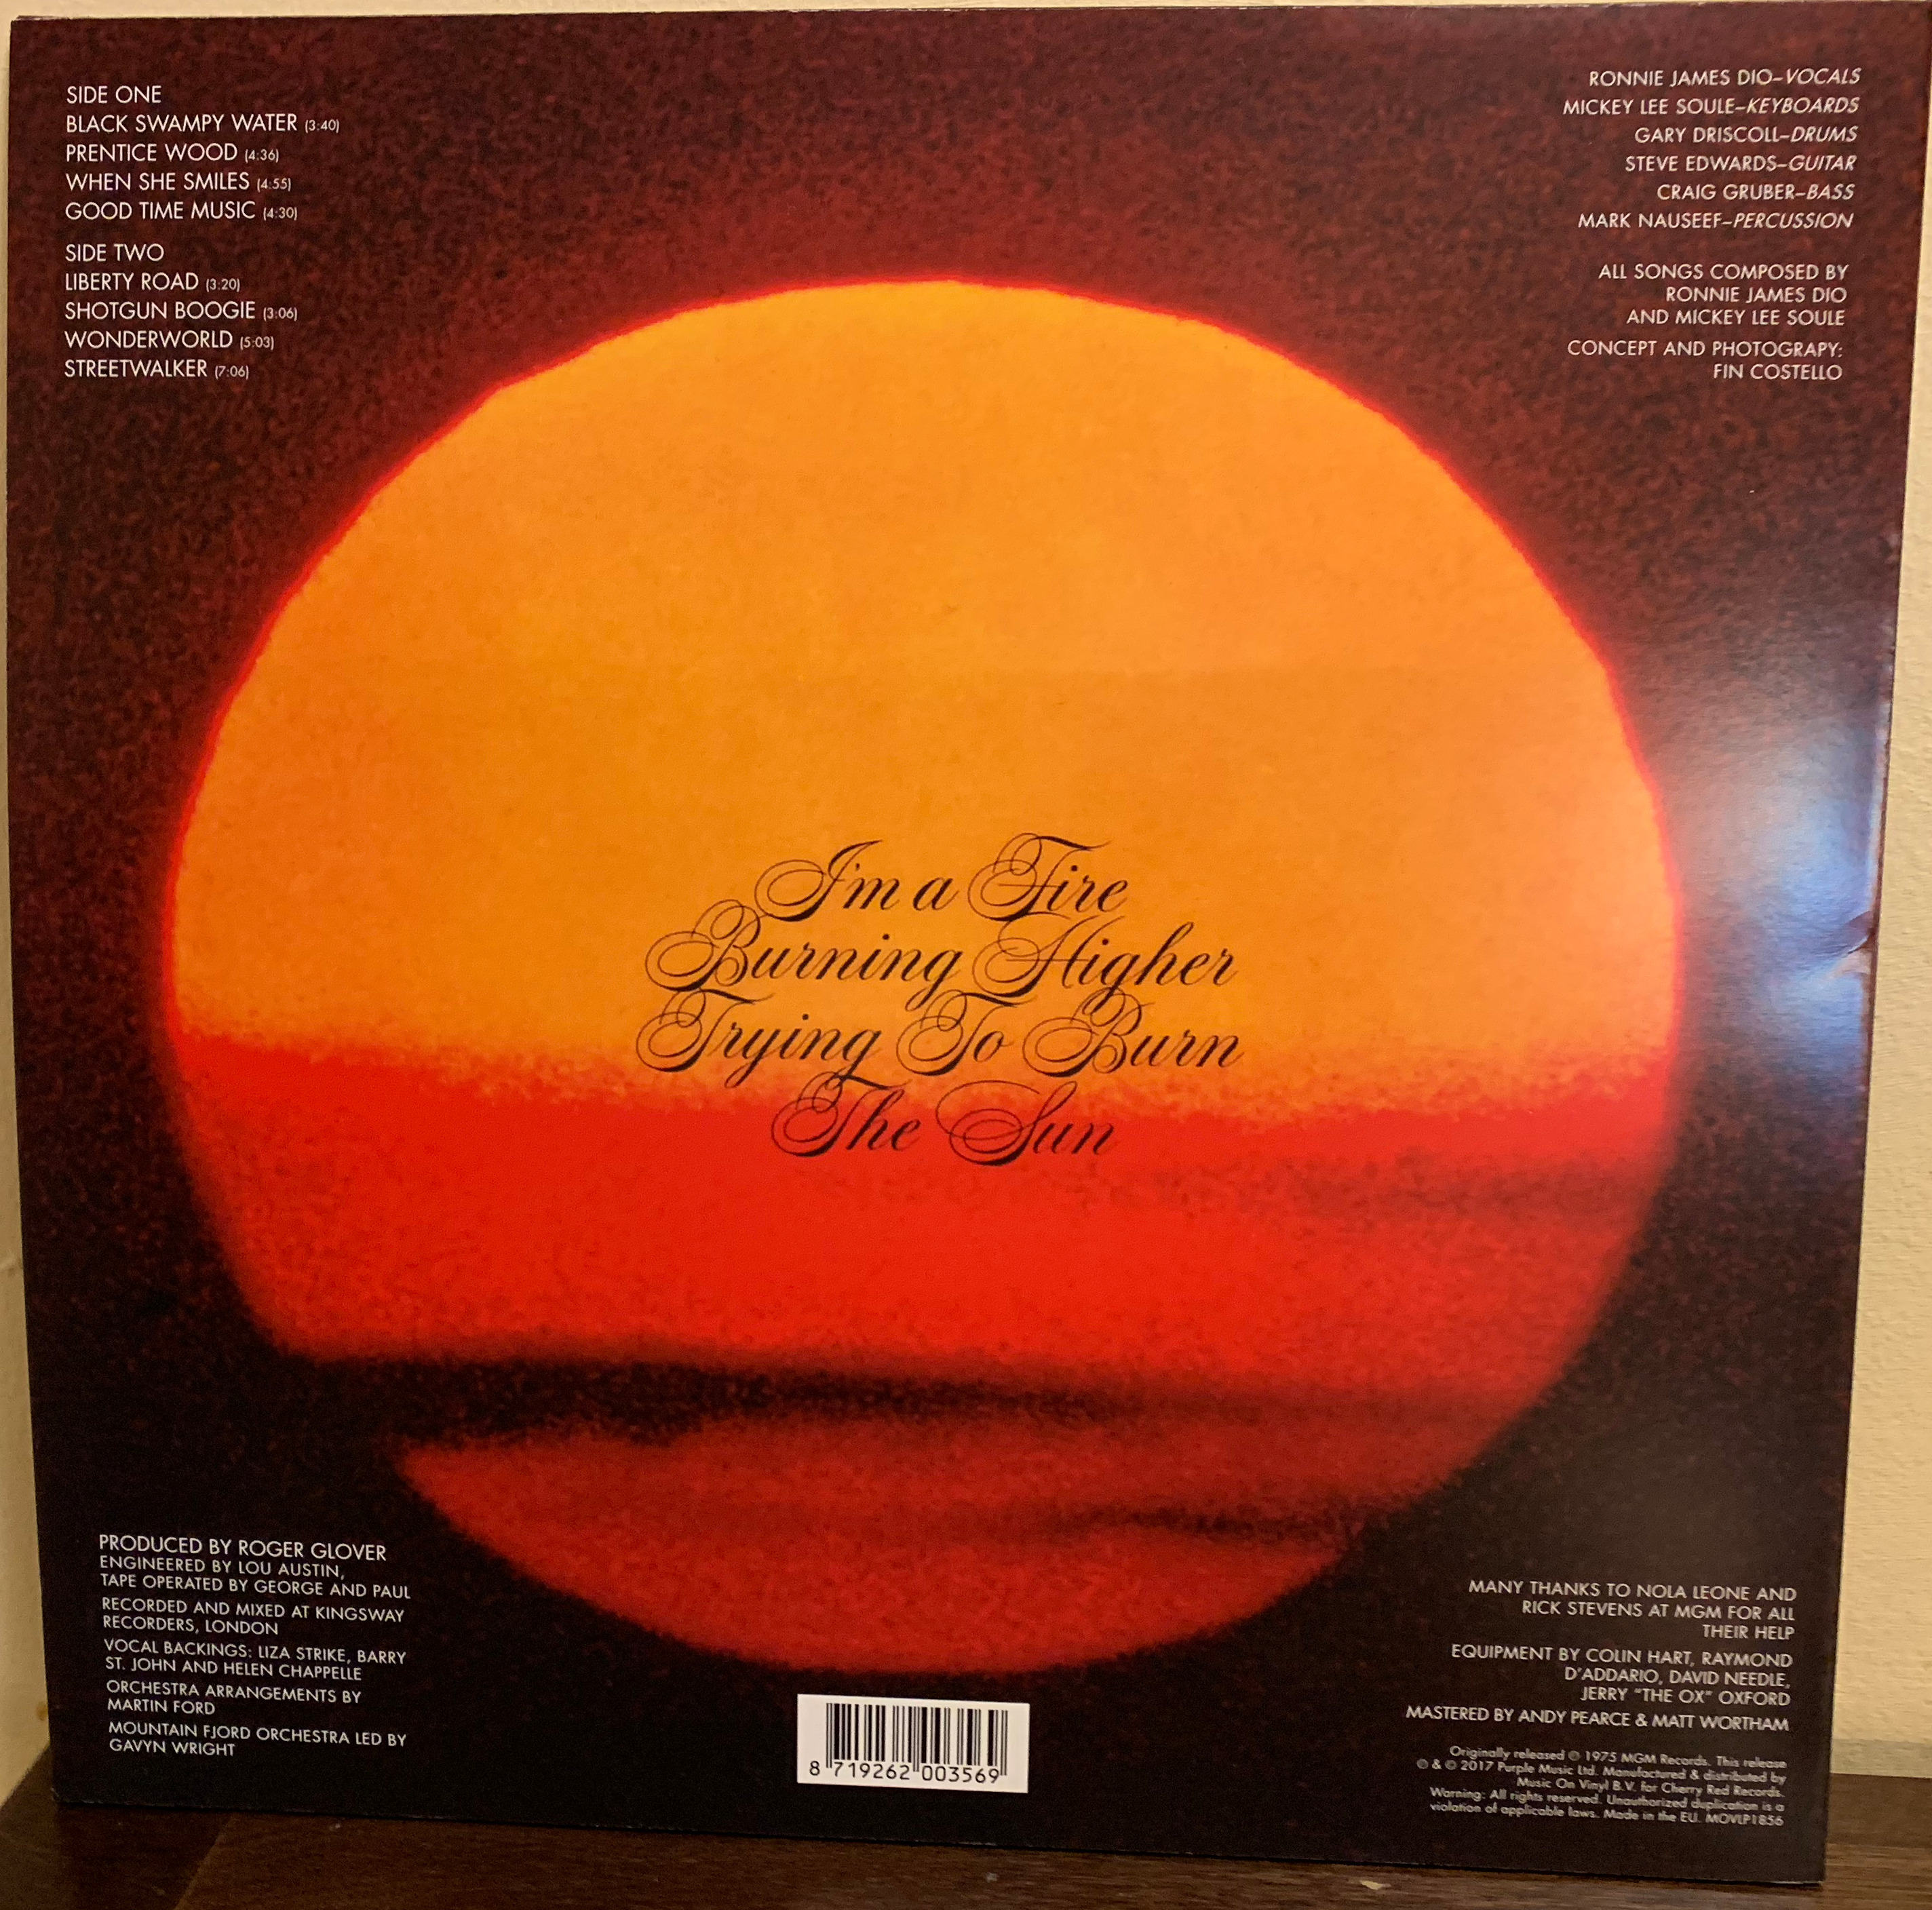 SIDE ONE
BLACK SWAMPY WATER (3:40)
PRENTICE WOOD (4:36)
WHEN SHE SMILES (4:55)
GOOD TIME MUSIC (4:30)
SIDE TWO
LIBERTY ROAD (3:20)
SHOTGUN BOOGIE (3:06)
WONDERWORLD (5:03)
STREETWALKER (7:06)
RONNIE JAMES DIO–VOCALS
MICKEY LEE SOULE–KEYBOARDS
GARY DRISCOLL–DRUMS
STEVE EDWARDS–GUITAR
CRAIG GRUBER–BASS
MARK NAUSEEF–PERCUSSION
ALL SONGS COMPOSED BY
RONNIE JAMES DIO
AND MICKEY LEE SOULE
CONCEPT AND PHOTOGRAPY:
FIN COSTELLO
I'm a Fire
Burning Higher
Trying To Burn
The Sun
PRODUCED BY ROGER GLOVER
ENGINEERED BY LOU AUSTIN,
TAPE OPERATED BY GEORGE AND PAUL
RECORDED AND MIXED AT KINGSWAY
RECORDERS, LONDON
VOCAL BACKINGS: LIZA STRIKE, BARRY
ST. JOHN AND HELEN CHAPPELLE
ORCHESTRA ARRANGEMENTS BY
MARTIN FORD
MOUNTAIN FJORD ORCHESTRA LED BY
GAVYN WRIGHT
8 719262 003569
MANY THANKS TO NOLA LEONE AND
RICK STEVENS AT MGM FOR ALL
THEIR HELP
EQUIPMENT BY COLIN HART, RAYMOND
D'ADDARIO, DAVID NEEDLE,
JERRY "THE OX" OXFORD
MASTERED BY ANDY PEARCE & MATT WORTHAM
Originally released ℗ 1975 MGM Records. This release
℗ & © 2017 Purple Music Ltd. Manufactured & distributed by
Music On Vinyl B.V. for Cherry Red Records.
Warning: All rights reserved. Unauthorized duplication is a
violation of applicable laws. Made in the EU. MOVLP1856